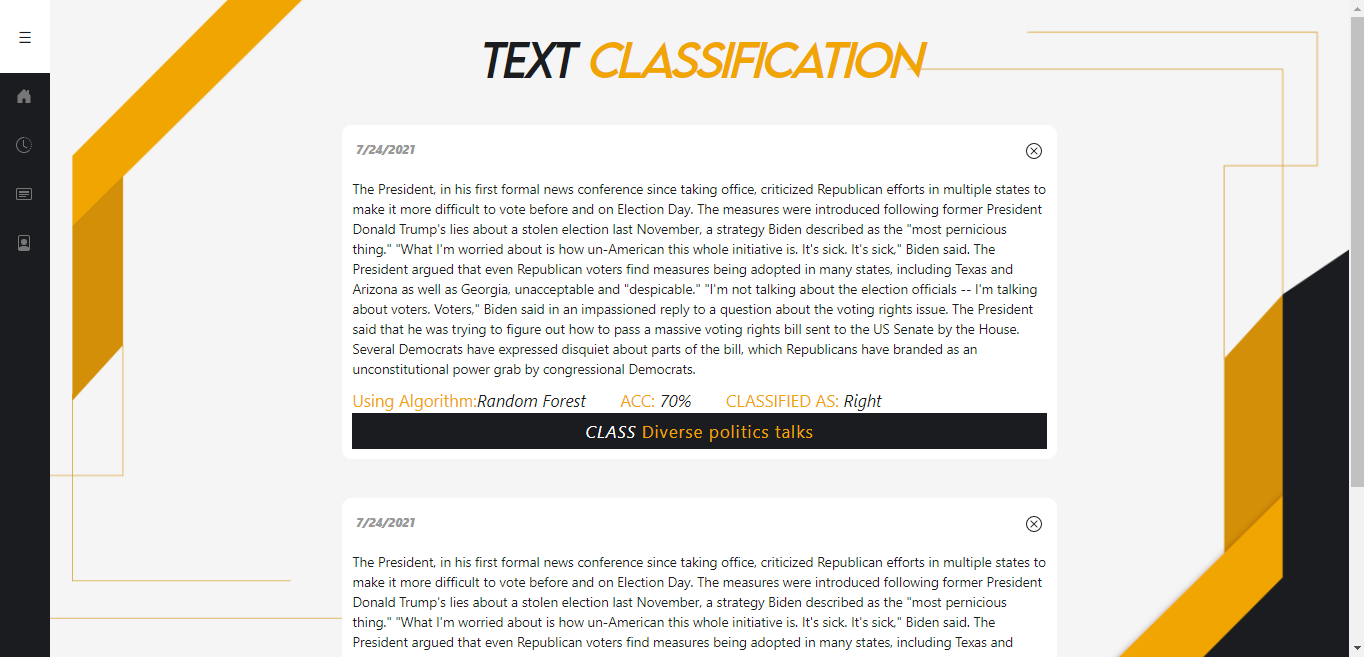 TEXT CLASSIFICATION
7/24/2021
The President, in his first formal news conference since taking office, criticized Republican efforts in multiple states to
make it more difficult to vote before and on Election Day. The measures were introduced following former President
Donald Trump's lies about a stolen election last November, a strategy Biden described as the "most pernicious
thing." "What I'm worried about is how un-American this whole initiative is. It's sick. It's sick," Biden said. The
President argued that even Republican voters find measures being adopted in many states, including Texas and
Arizona as well as Georgia, unacceptable and "despicable." "I'm not talking about the election officials -- I'm talking
about voters. Voters," Biden said in an impassioned reply to a question about the voting rights issue. The President
said that he was trying to figure out how to pass a massive voting rights bill sent to the US Senate by the House.
Several Democrats have expressed disquiet about parts of the bill, which Republicans have branded as an
unconstitutional power grab by congressional Democrats.
Using Algorithm:Random Forest ACC: 70% CLASSIFIED AS: Right
CLASS Diverse politics talks
7/24/2021
The President, in his first formal news conference since taking office, criticized Republican efforts in multiple states to
make it more difficult to vote before and on Election Day. The measures were introduced following former President
Donald Trump's lies about a stolen election last November, a strategy Biden described as the "most pernicious
thing." "What I'm worried about is how un-American this whole initiative is. It's sick. It's sick," Biden said. The
President argued that even Republican voters find measures being adopted in many states, including Texas and